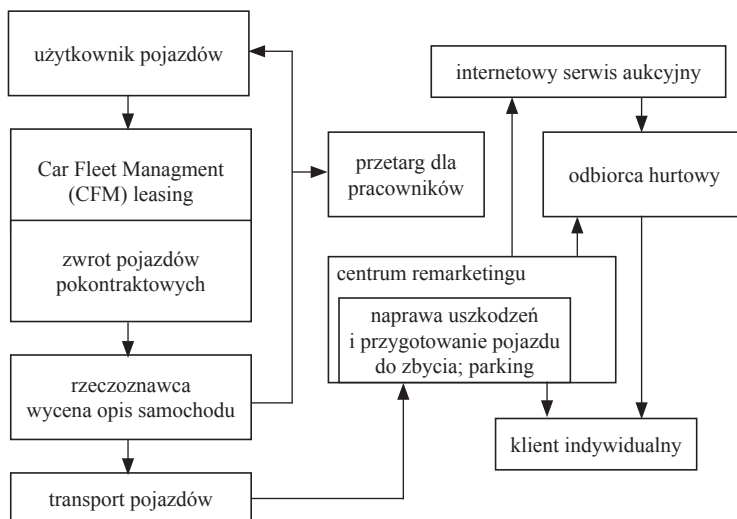 użytkownik pojazdów
Car Fleet Managment
(CFM) leasing
zwrot pojazdów
pokontraktowych
rzeczoznawca
wycena opis samochodu
transport pojazdów
przetarg dla
pracowników
internetowy serwis aukcyjny
odbiorca hurtowy
centrum remarketingu
naprawa uszkodzeń
i przygotowanie pojazdu
do zbycia; parking
klient indywidualny